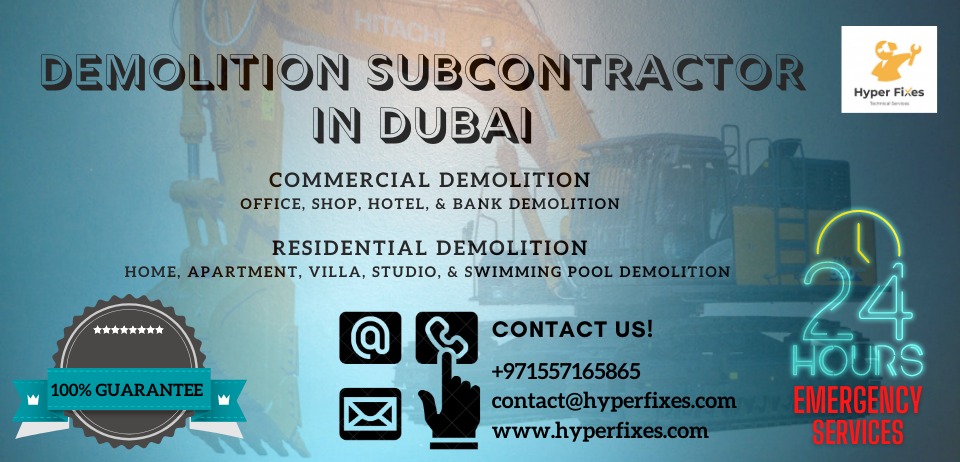 HITACHI
DEMOLITION SUBCONTRACTOR
IN DUBAI
Hyper Fixes
Technical Services
COMMERCIAL DEMOLITION
OFFICE, SHOP, HOTEL, & BANK DEMOLITION
RESIDENTIAL DEMOLITION
HOME, APARTMENT, VILLA, STUDIO, & SWIMMING POOL DEMOLITION
100% GUARANTEE
@
CONTACT US!
+971557165865
contact@hyperfixes.com
www.hyperfixes.com
24
HOURS
EMERGENCY
SERVICES